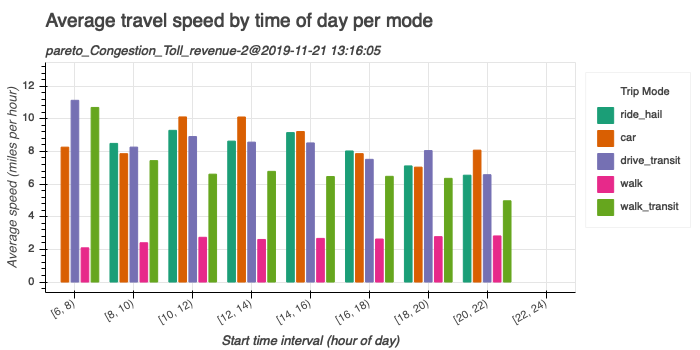 Average travel speed by time of day per mode
pareto_Congestion_Toll_revenue-2@2019-11-21 13:16:05
Average speed (miles per hour)
12
10
8
6
4
2
0
[6, 8)
[8, 10)
[10, 12)
[12, 14)
[14, 16)
[16, 18)
[18, 20)
[20, 22)
[22, 24)
Start time interval (hour of day)
Trip Mode
ride_hail
car
drive_transit
walk
walk_transit